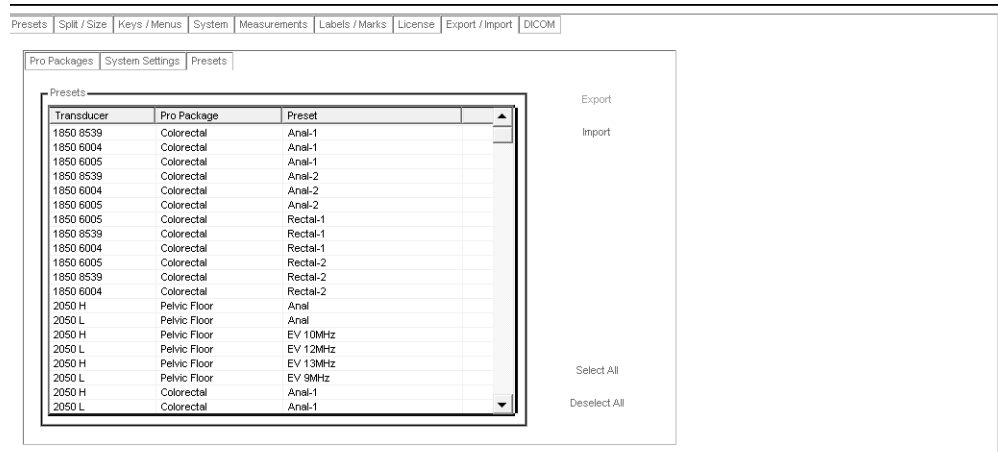 Presets Split / Size Keys / Menus System Measurements Labels / Marks License Export / Import DICOM
Pro Packages System Settings Presets
Presets
Export
Import
Transducer Pro Package Preset
1850 8539 Colorectal Anal-1
1850 6004 Colorectal Anal-1
1850 6005 Colorectal Anal-1
1850 8539 Colorectal Anal-2
1850 6004 Colorectal Anal-2
1850 6005 Colorectal Anal-2
1850 6005 Colorectal Rectal-1
1850 8539 Colorectal Rectal-1
1850 6004 Colorectal Rectal-1
1850 6005 Colorectal Rectal-2
1850 8539 Colorectal Rectal-2
1850 6004 Colorectal Rectal-2
2050 H Pelvic Floor Anal
2050 L Pelvic Floor Anal
2050 H Pelvic Floor EV 10MHz
2050 L Pelvic Floor EV 12MHz
2050 H Pelvic Floor EV 13MHz
2050 L Pelvic Floor EV 9MHz
2050 H Colorectal Anal-1
2050 L Colorectal Anal-1
Select All
Deselect All